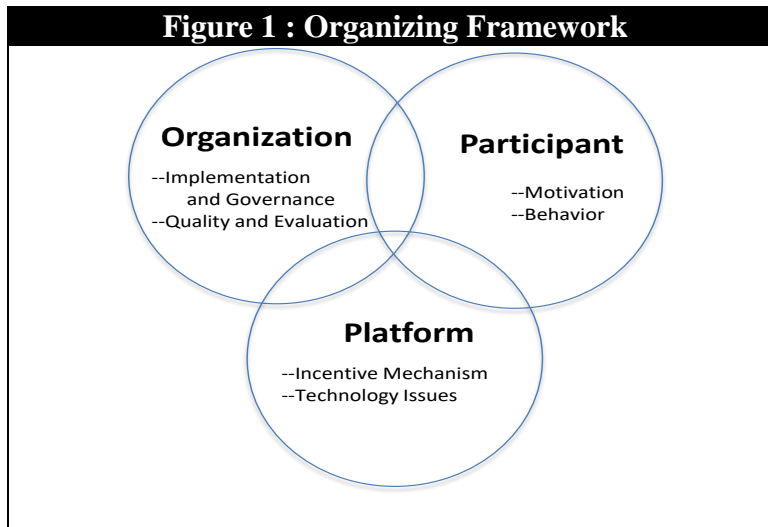 Figure 1 : Organizing Framework
Organization
--Implementation
and Governance
--Quality and Evaluation
Participant
--Motivation
--Behavior
Platform
--Incentive Mechanism
--Technology Issues